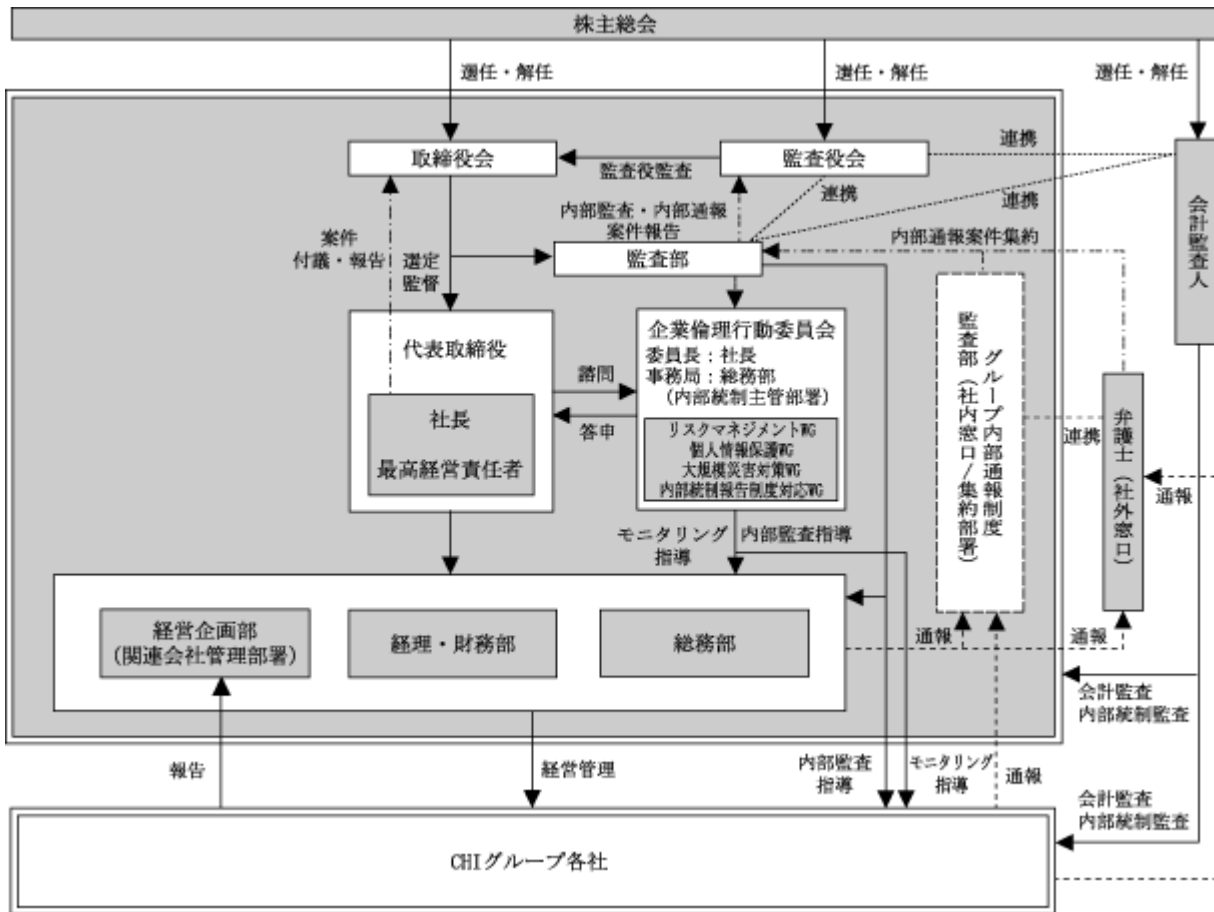 株主総会
選任・解任
選任・解任
選任・解任
取締役会
監査役監査
監査役会
連携
連携
連携
会計監査人
内部監査・内部通報
案件報告
内部通報案件集約
案件
付議・報告
選定
監督
監査部
代表取締役
社長
最高経営責任者
諮問
答申
企業倫理行動委員会
委員長:社長
事務局:総務部
(内部統制主管部署)
リスクマネジメントWG
個人情報保護WG
大規模災害対策WG
内部統制報告制度対応WG
グループ内部通報制度
監査部(社内窓口/集約部署)
連携
弁護士(社外窓口)
通報
モニタリング
指導
内部監査指導
経営企画部
(関連会社管理部署)
経理・財務部
総務部
通報
通報
会計監査
内部統制監査
報告
経営管理
内部監査
指導
モニタリング
指導
通報
会計監査
内部統制監査
CHIグループ各社